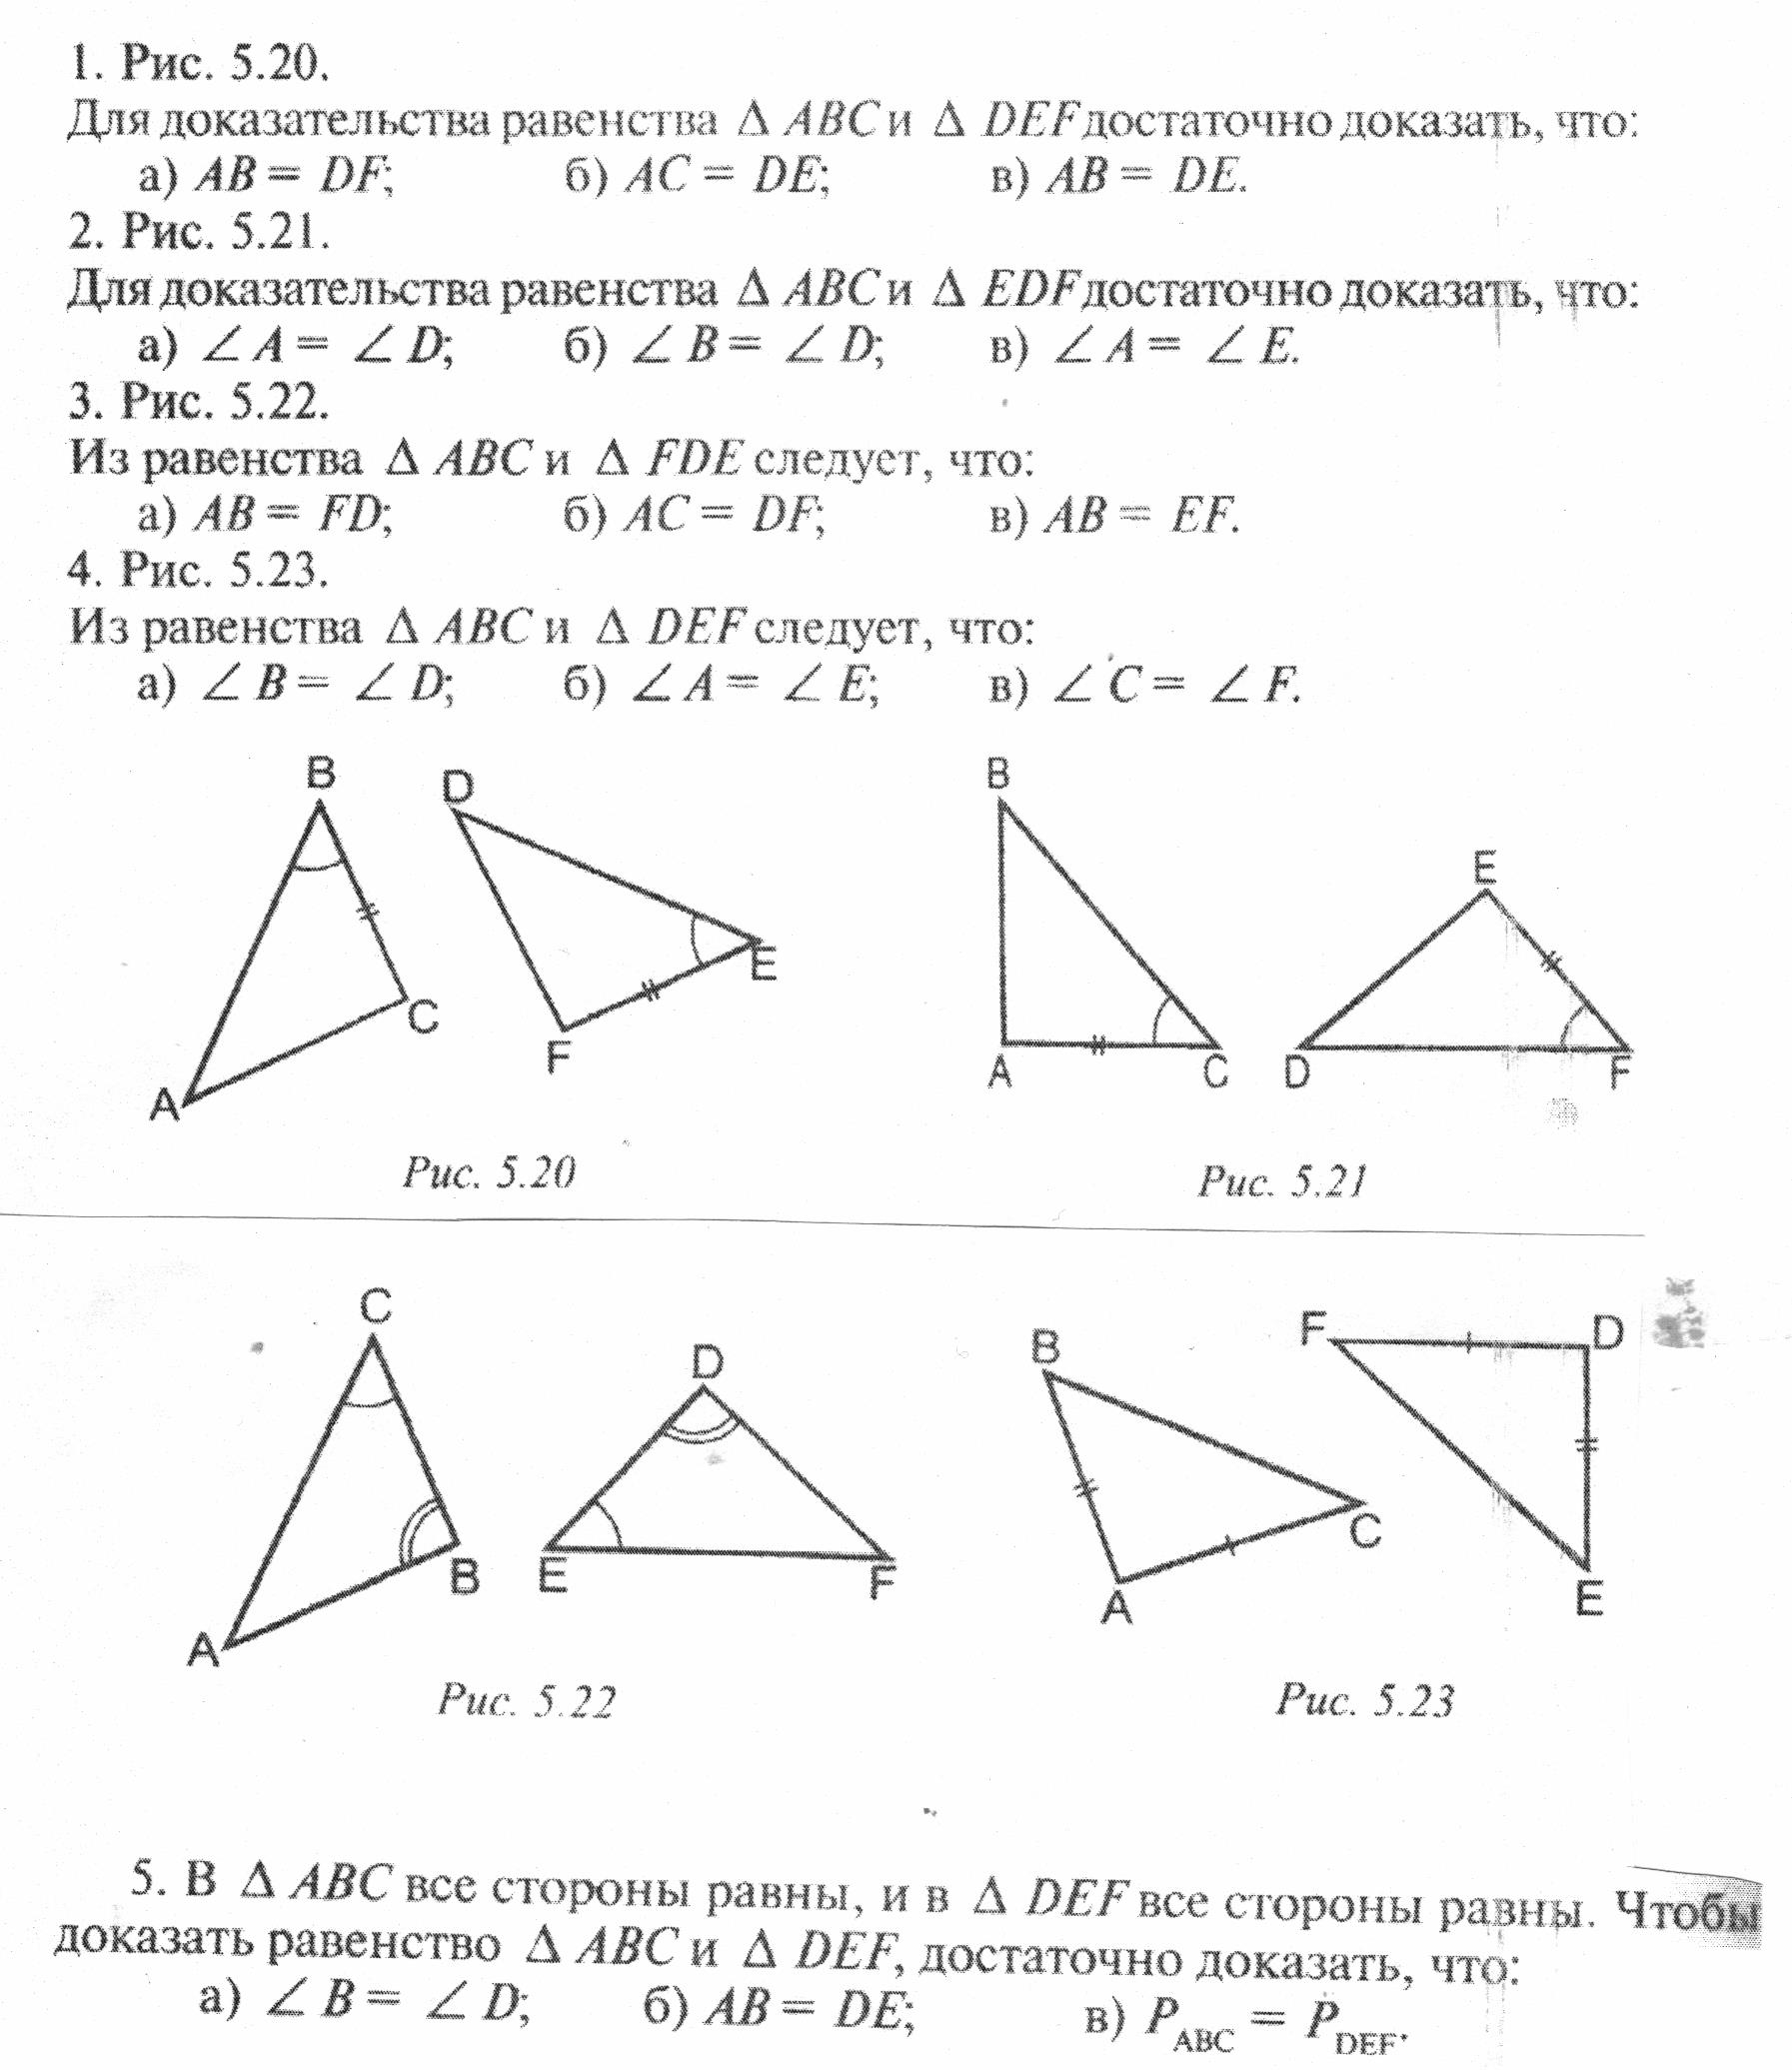 1. Рис. 5.20.
Для доказательства равенства Δ ABC и Δ DEF достаточно доказать, что:
а) AB = DF; б) AC = DE; в) AB = DE.
2. Рис. 5.21.
Для доказательства равенства Δ ABC и Δ EDF достаточно доказать, что:
а) ∠ A = ∠ D; б) ∠ B = ∠ D; в) ∠ A = ∠ E.
3. Рис. 5.22.
Из равенства Δ ABC и Δ FDE следует, что:
а) AB = FD; б) AC = DF; в) AB = EF.
4. Рис. 5.23.
Из равенства Δ ABC и Δ DEF следует, что:
а) ∠ B = ∠ D; б) ∠ A = ∠ E; в) ∠ C = ∠ F.
B
D
E
C
F
A
Рис. 5.20
B
E
A
C
D
F
Рис. 5.21
C
D
B
E
F
A
Рис. 5.22
F
D
B
C
A
E
Рис. 5.23
5. В Δ ABC все стороны равны, и в Δ DEF все стороны равны. Чтобы
доказать равенство Δ ABC и Δ DEF, достаточно доказать, что:
а) ∠ B = ∠ D; б) AB = DE; в) P_ABC = P_DEF.